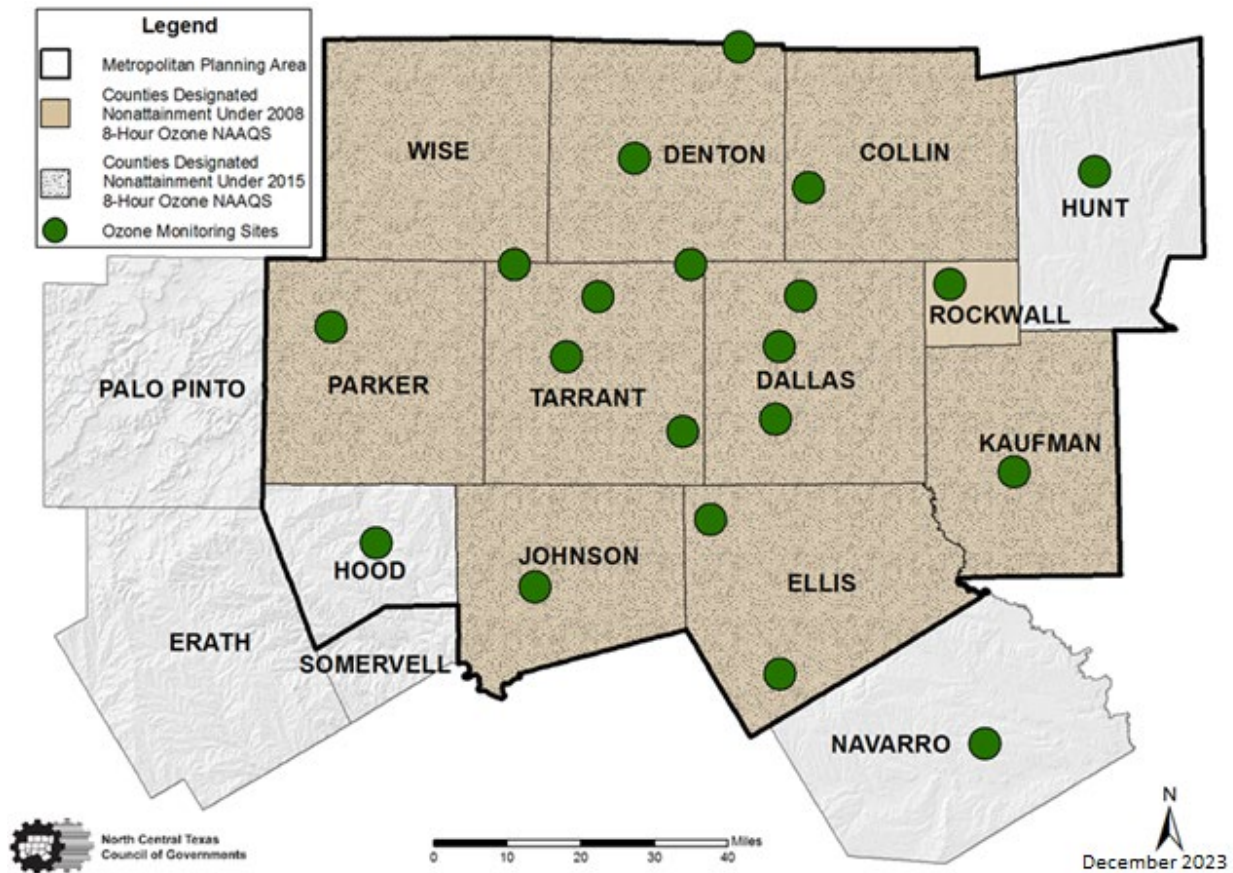 Legend
Metropolitan Planning Area
Counties Designated
Nonattainment Under 2008
8-Hour Ozone NAAQS
Counties Designated
Nonattainment Under 2015
8-Hour Ozone NAAQS
Ozone Monitoring Sites
WISE
DENTON
COLLIN
HUNT
ROCKWALL
PALO PINTO
PARKER
TARRANT
DALLAS
KAUFMAN
HOOD
JOHNSON
ELLIS
ERATH
SOMERVELL
NAVARRO
North Central Texas
Council of Governments
Miles
0 10 20 30 40
N
December 2023